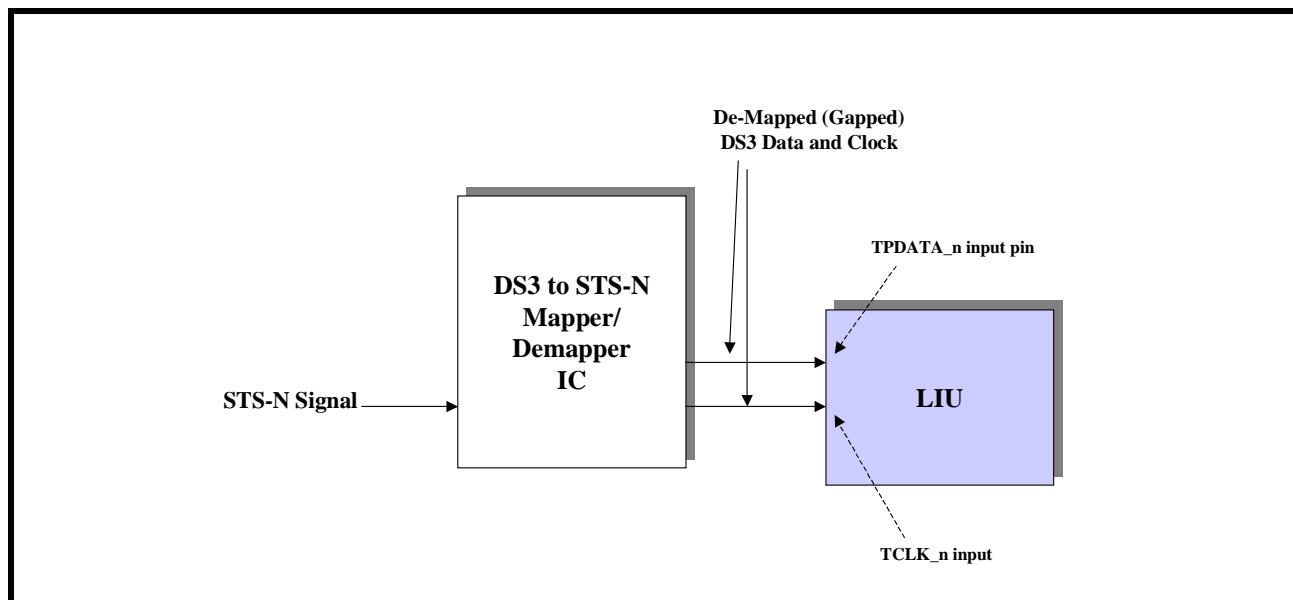 De-Mapped (Gapped)
DS3 Data and Clock
TPDATA_n input pin
DS3 to STS-N
Mapper/
Demapper
IC
STS-N Signal
LIU
TCLK_n input